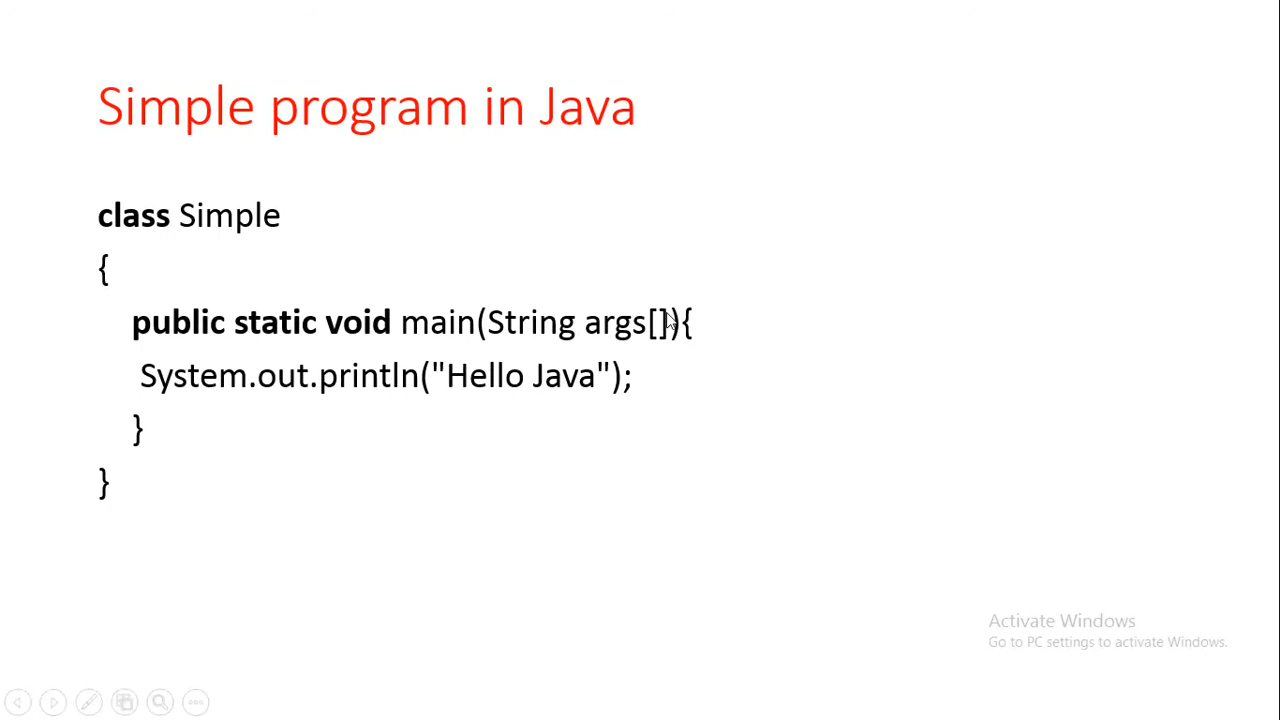 Simple program in Java
class Simple
{
public static void main(String args[]){
System.out.println("Hello Java");
}
}
Activate Windows
Go to PC settings to activate Windows.